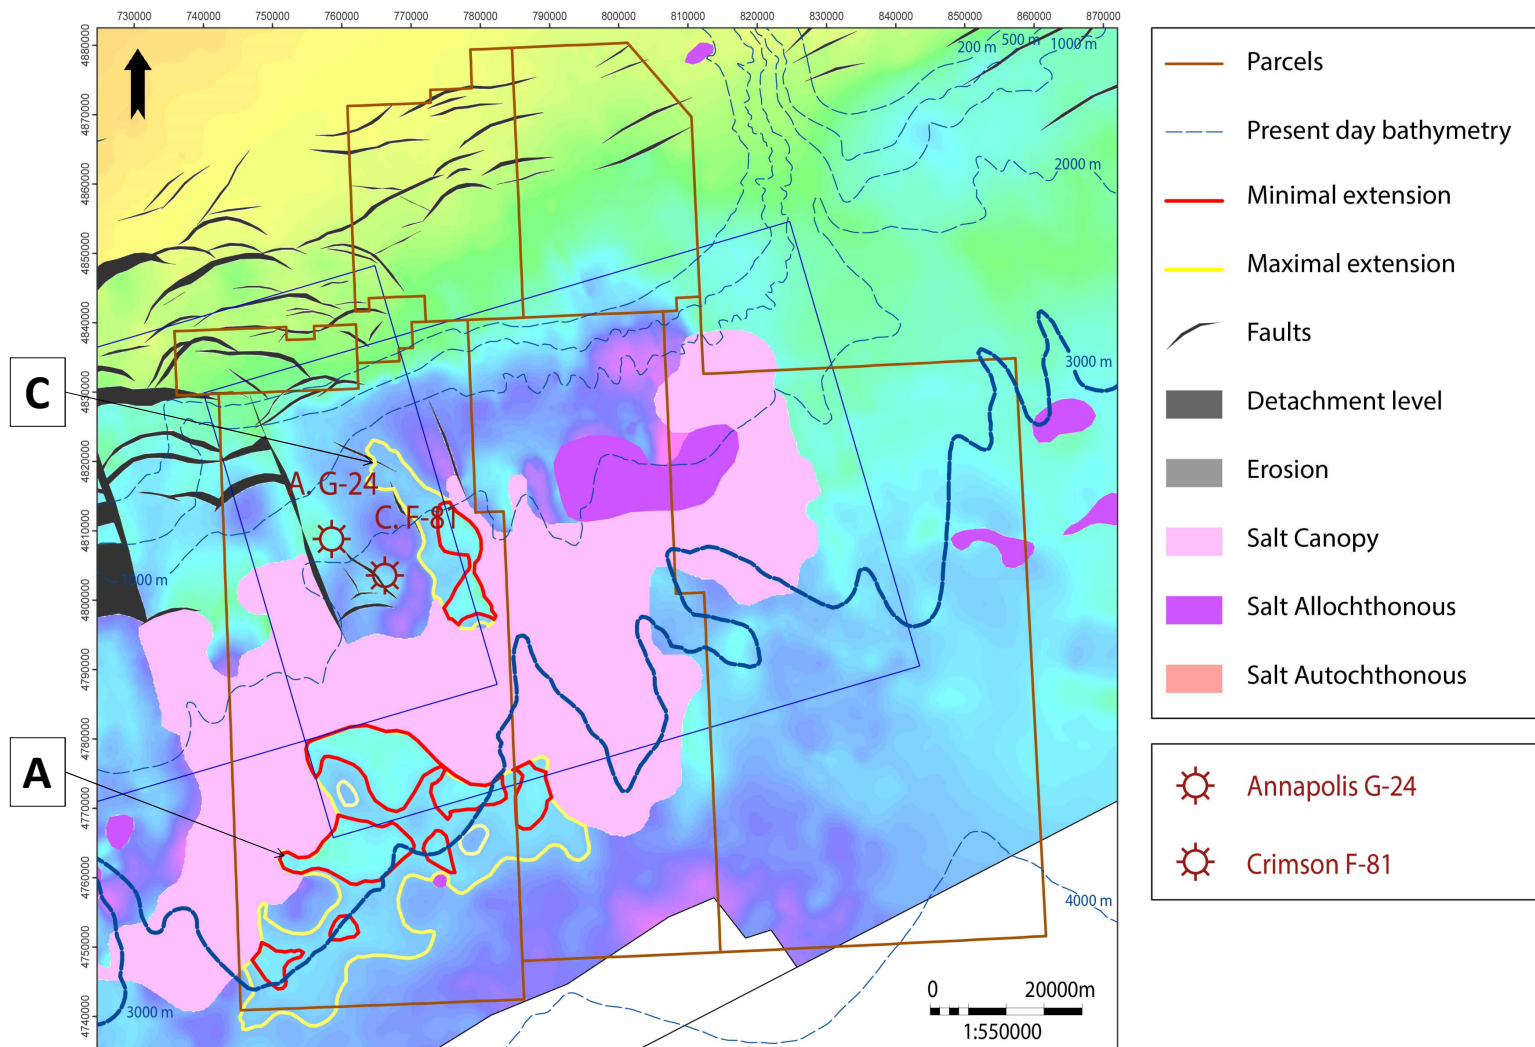 730000 740000 750000 760000 770000 780000 790000 800000 810000 820000 830000 840000 850000 860000 870000
4880000
4870000
4860000
4850000
4840000
4830000
4820000
4810000
4800000
4790000
4780000
4770000
4760000
4750000
4740000
200 m 500 m 1000 m
2000 m
3000 m
C
A. G-24
C. F-81
1000 m
A
4000 m
3000 m
0 20000m
1:550000
Parcels
Present day bathymetry
Minimal extension
Maximal extension
Faults
Detachment level
Erosion
Salt Canopy
Salt Allochthonous
Salt Autochthonous
Annapolis G-24
Crimson F-81